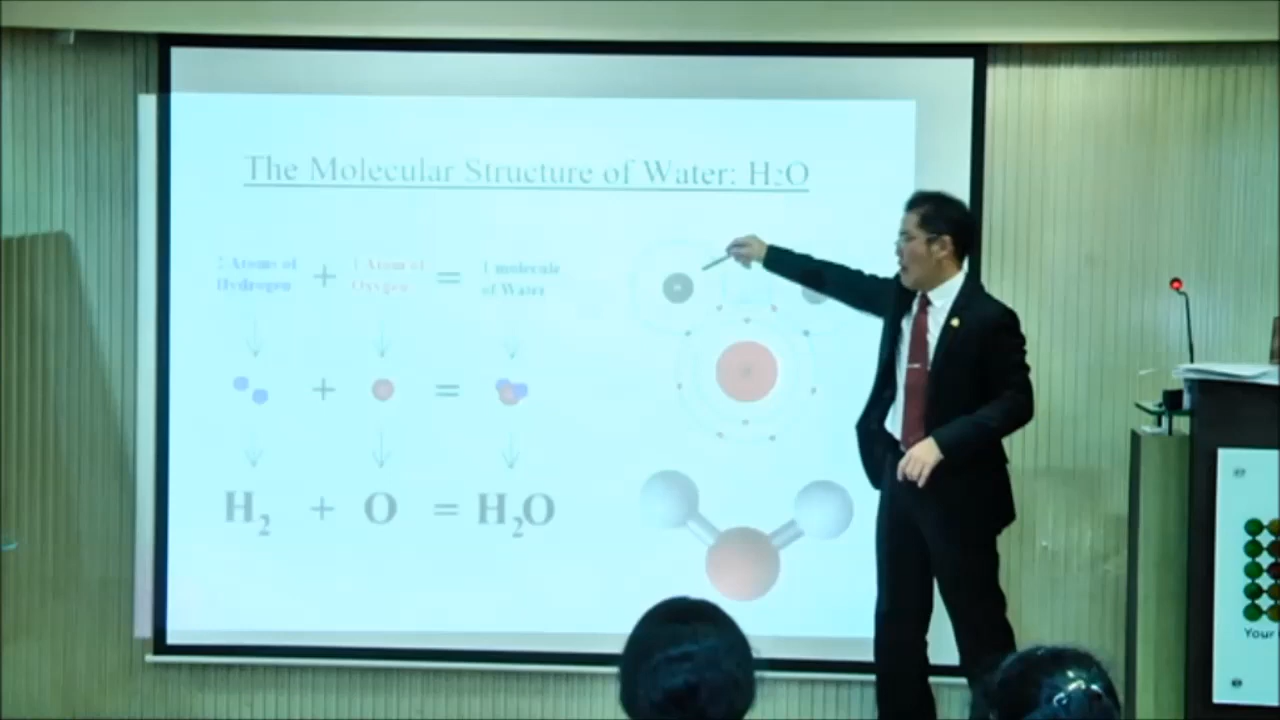 The Molecular Structure of Water: H₂O
2 Atoms of + 1 Atom of = 1 molecule
Hydrogen Oxygen of Water
+ =
H₂ + O = H₂O
H
Your